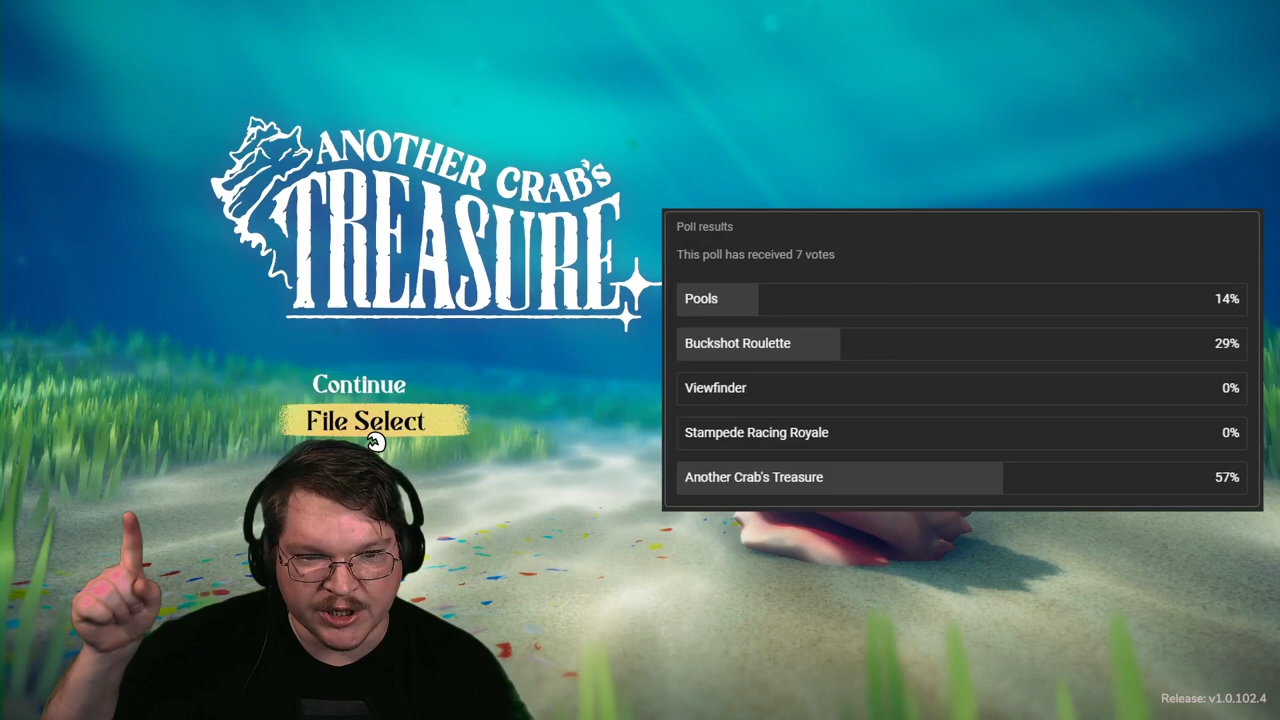 ANOTHER CRAB'S
TREASURE
Continue
File Select
Poll results
This poll has received 7 votes
Pools 14%
Buckshot Roulette 29%
Viewfinder 0%
Stampede Racing Royale 0%
Another Crab's Treasure 57%
Release: v1.0.102.4